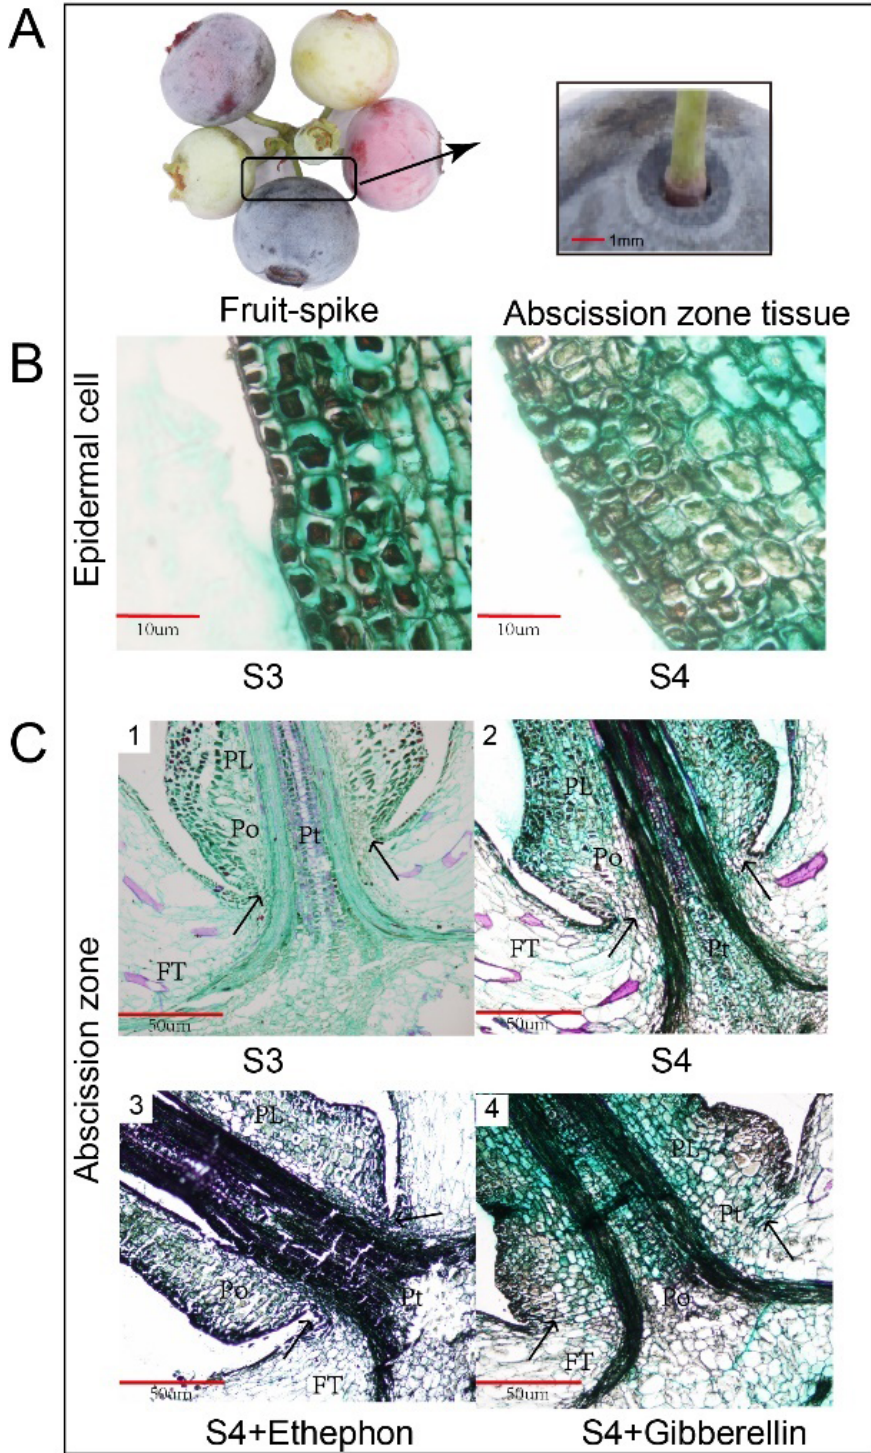 A
1mm
Fruit-spike
Abscission zone tissue
B
Epidermal cell
10um
10um
S3
S4
C
Abscission zone
1
PL
Po
Pt
FT
50um
S3
2
PL
Po
Pt
FT
50um
S4
3
PL
Po
Pt
FT
50um
S4+Ethephon
4
PL
Pt
Po
FT
50um
S4+Gibberellin